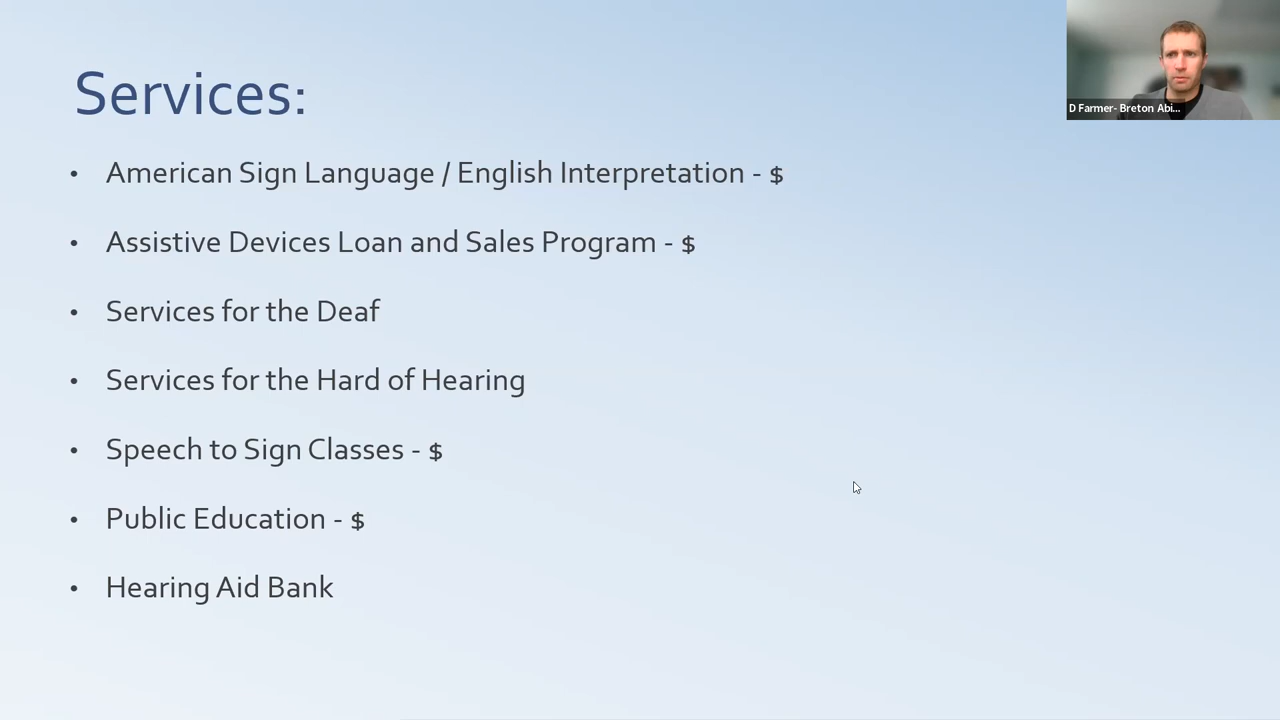 Services:
D Farmer- Breton Abi...
• American Sign Language / English Interpretation - $
• Assistive Devices Loan and Sales Program - $
• Services for the Deaf
• Services for the Hard of Hearing
• Speech to Sign Classes - $
• Public Education - $
• Hearing Aid Bank